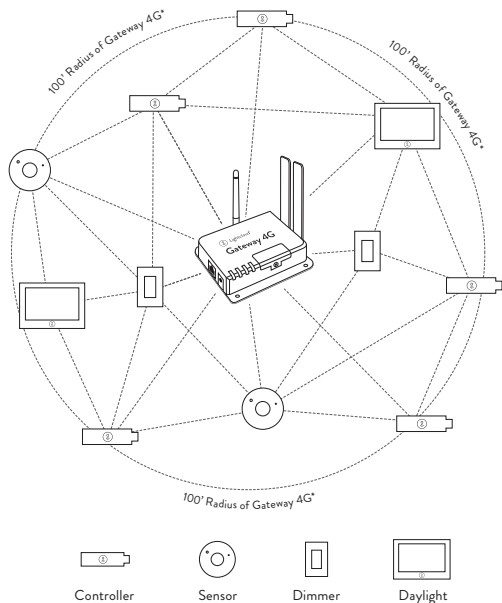 100' Radius of Gateway 4G*
100' Radius of Gateway 4G*
Lightcloud
Gateway 4G
100' Radius of Gateway 4G*
Controller
Sensor
Dimmer
Daylight